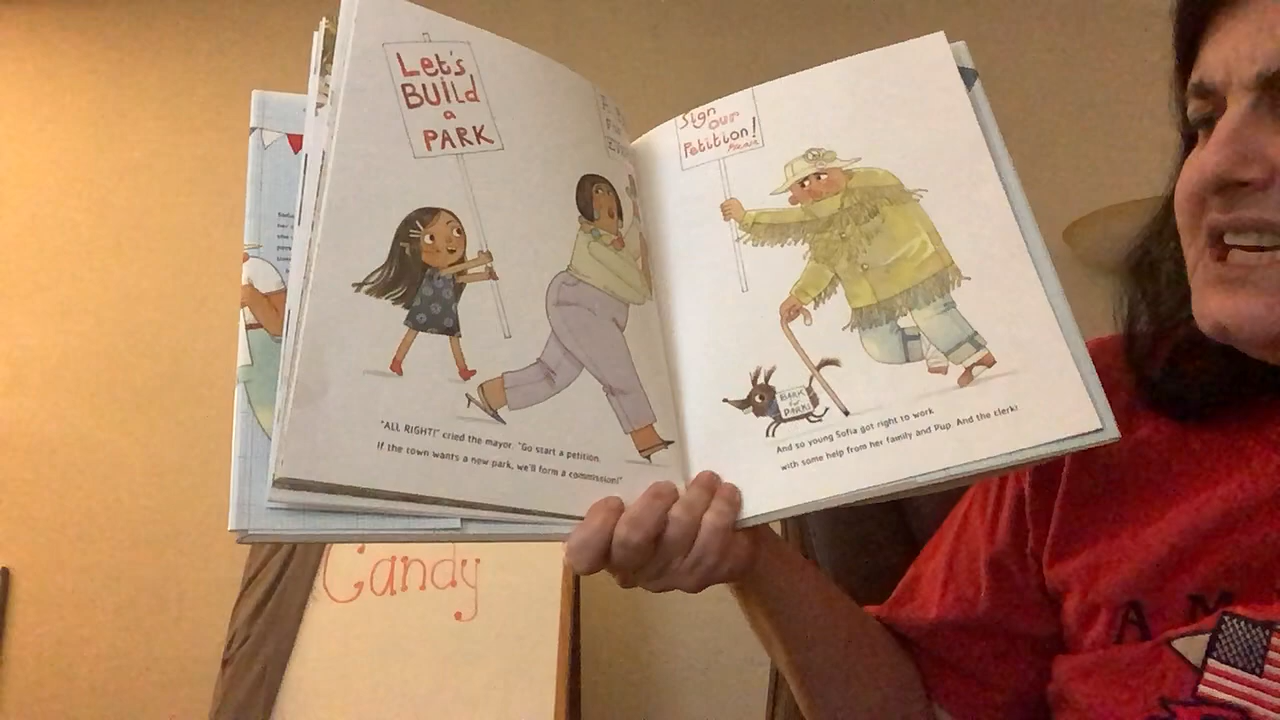 Let's
BUILd
a
PARK
Sign
our
Petition!
Please
BARK
for
PARK!
"ALL RIGHT!" cried the mayor. "Go start a petition.
If the town wants a new park, we'll form a commission!"
And so young Sofia got right to work
with some help from her family and Pup. And the clerk!
Candy
A M